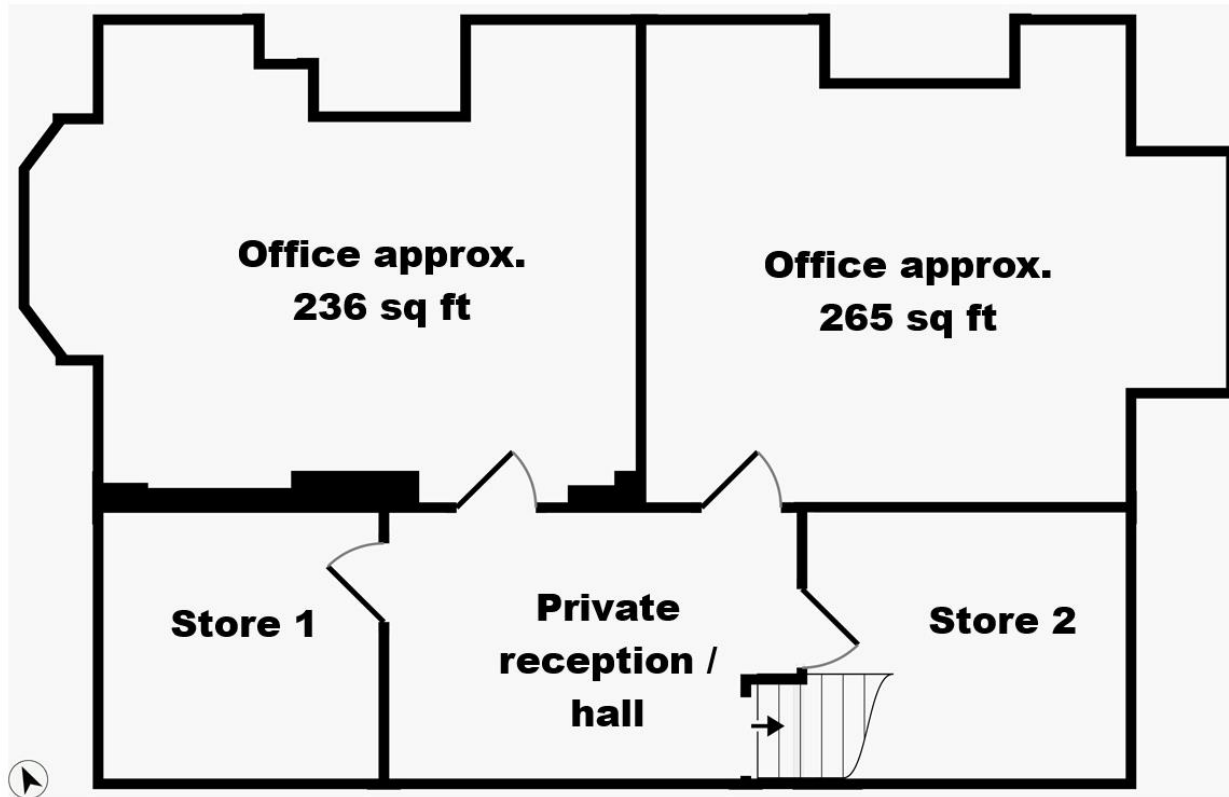 Office approx.
236 sq ft
Office approx.
265 sq ft
Store 1
Private
reception /
hall
Store 2